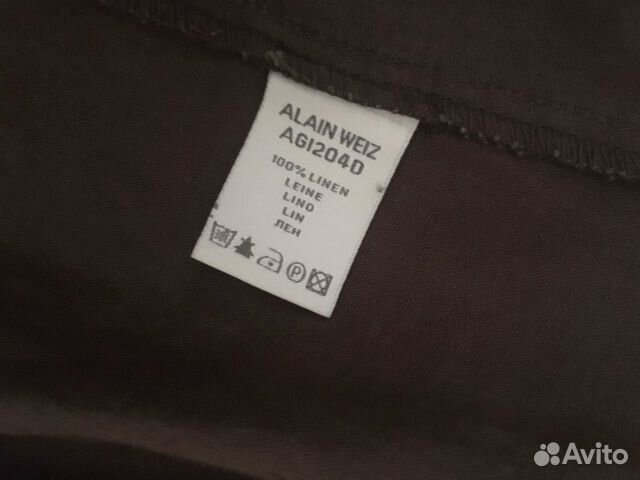 ALAIN WEIZ
AGI204D
100% LINEN
LEINE
LINO
LIN
ЛЕН
P
Avito